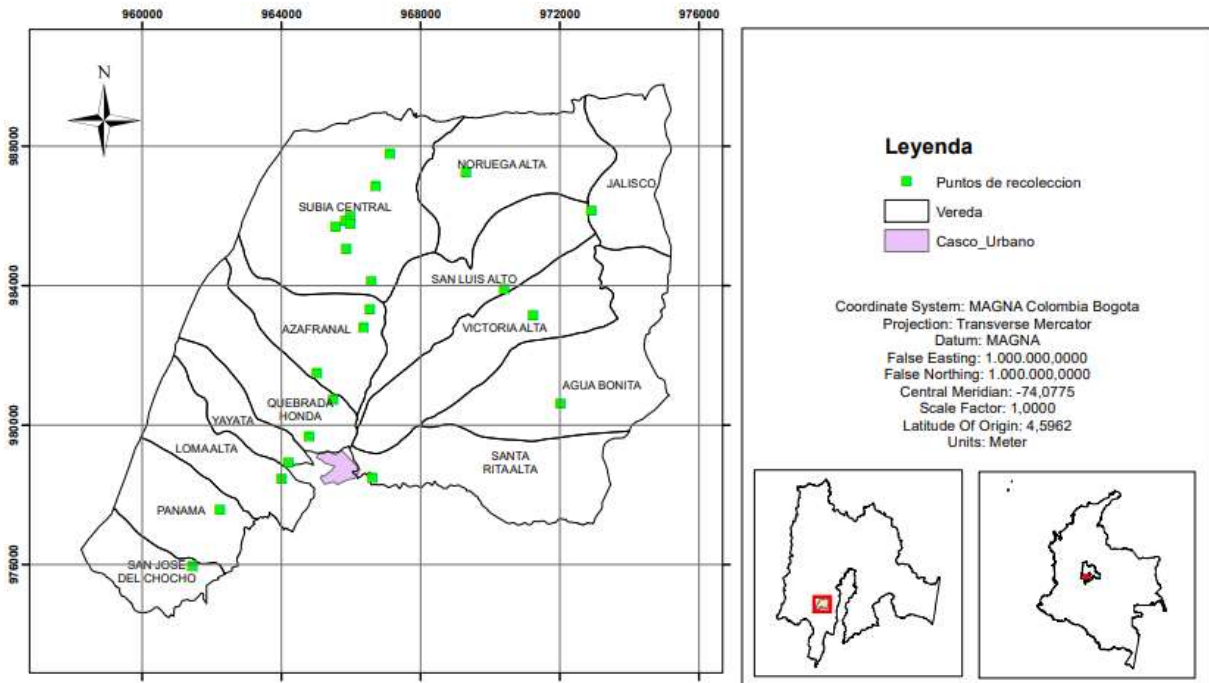 960000 964000 968000 972000 976000
N
988000
984000
980000
976000
NORUEGA ALTA
JALISCO
SUBIA CENTRAL
SAN LUIS ALTO
AZAFRANAL
VICTORIA ALTA
AGUA BONITA
QUEBRADA
HONDA
YAYATA
LOMA ALTA
SANTA
RITA ALTA
PANAMA
SAN JOSE
DEL CHOCHO
Leyenda
Puntos de recoleccion
Vereda
Casco_Urbano
Coordinate System: MAGNA Colombia Bogota
Projection: Transverse Mercator
Datum: MAGNA
False Easting: 1.000.000,0000
False Northing: 1.000.000,0000
Central Meridian: -74,0775
Scale Factor: 1,0000
Latitude Of Origin: 4,5962
Units: Meter